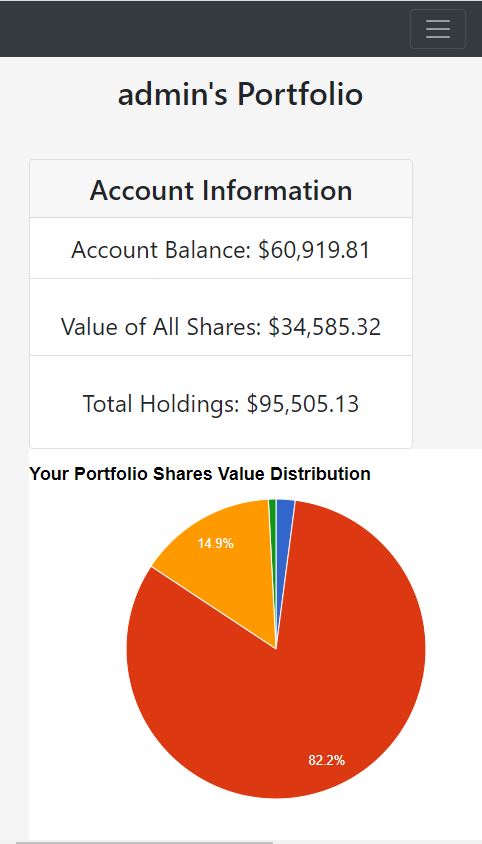 admin's Portfolio
Account Information
Account Balance: $60,919.81
Value of All Shares: $34,585.32
Total Holdings: $95,505.13
Your Portfolio Shares Value Distribution
14.9%
82.2%